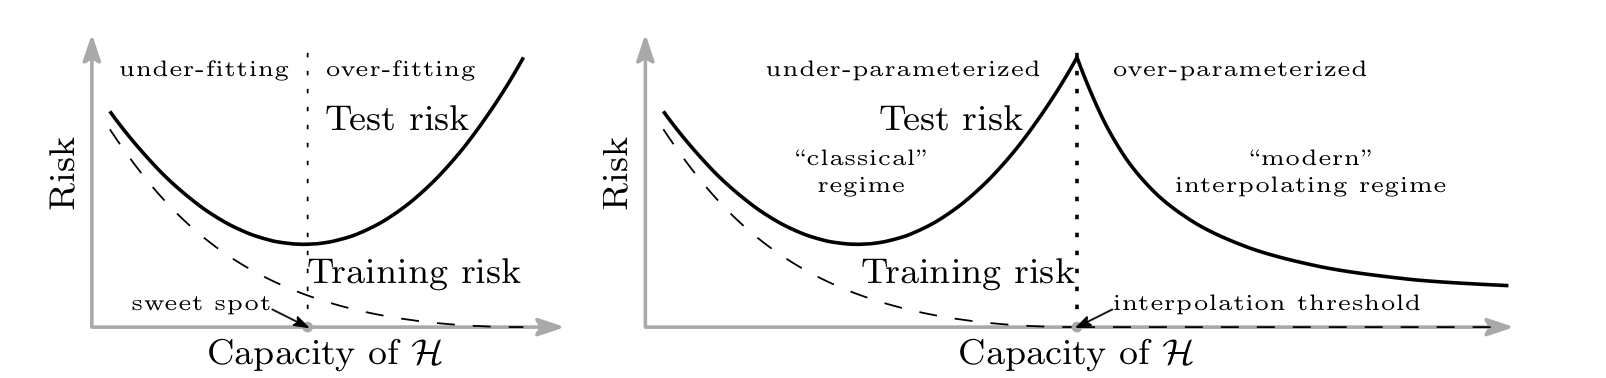 under-fitting
over-fitting
Test risk
Risk
Training risk
sweet spot
Capacity of ℋ
under-parameterized
over-parameterized
Test risk
“classical”
regime
“modern”
interpolating regime
Risk
Training risk
interpolation threshold
Capacity of ℋ